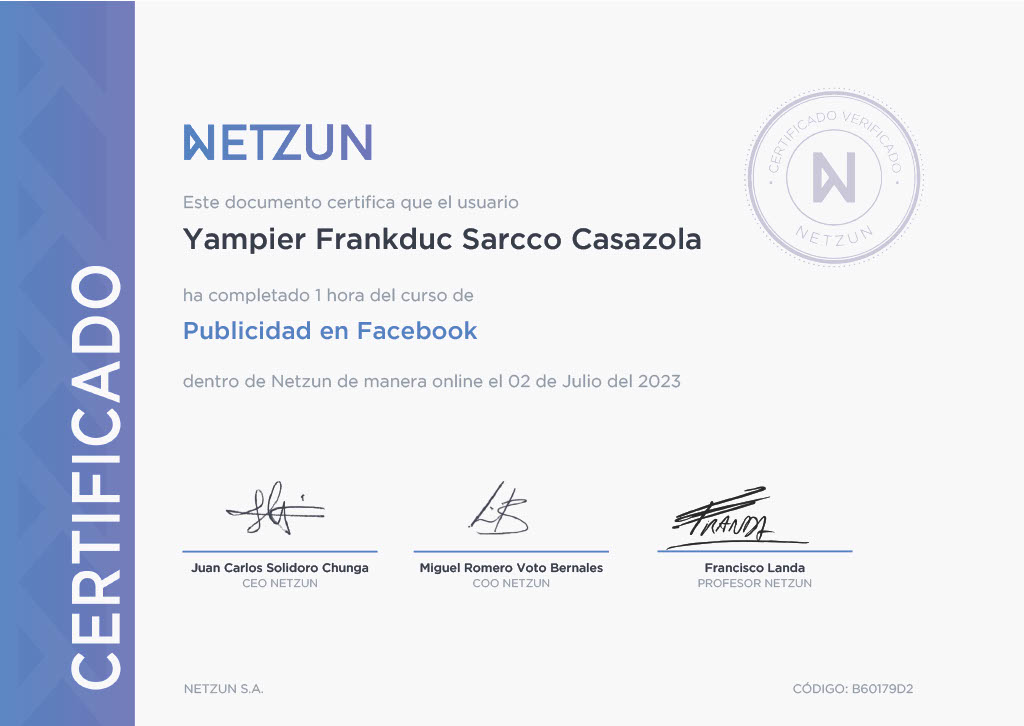 CERTIFICADO
NETZUN
CERTIFICADO VERIFICADO
N
NETZUN
Este documento certifica que el usuario
Yampier Frankduc Sarcco Casazola
ha completado 1 hora del curso de
Publicidad en Facebook
dentro de Netzun de manera online el 02 de Julio del 2023
FRANDA
Juan Carlos Solidoro Chunga
CEO NETZUN
Miguel Romero Voto Bernales
COO NETZUN
Francisco Landa
PROFESOR NETZUN
NETZUN S.A.
CÓDIGO: B60179D2